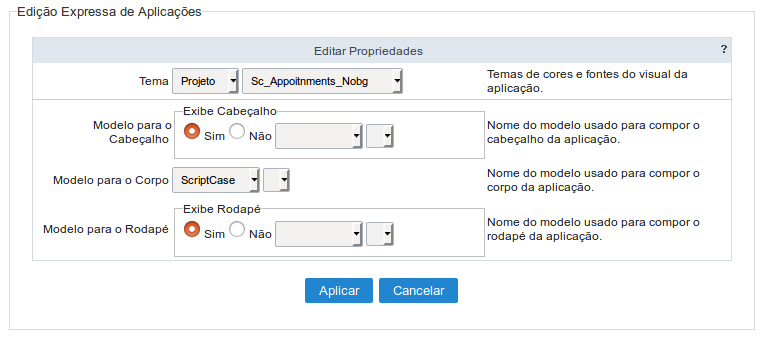 Edição Expressa de Aplicações
Editar Propriedades
?
Tema Projeto Sc_Appoitnments_Nobg Temas de cores e fontes do visual da
aplicação.
Exibe Cabeçalho
Modelo para o
Cabeçalho
Sim Não
Nome do modelo usado para compor o
cabeçalho da aplicação.
Modelo para o Corpo ScriptCase Nome do modelo usado para compor o
corpo da aplicação.
Exibe Rodapé
Modelo para o Rodapé Sim Não
Nome do modelo usado para compor o
rodapé da aplicação.
Aplicar Cancelar